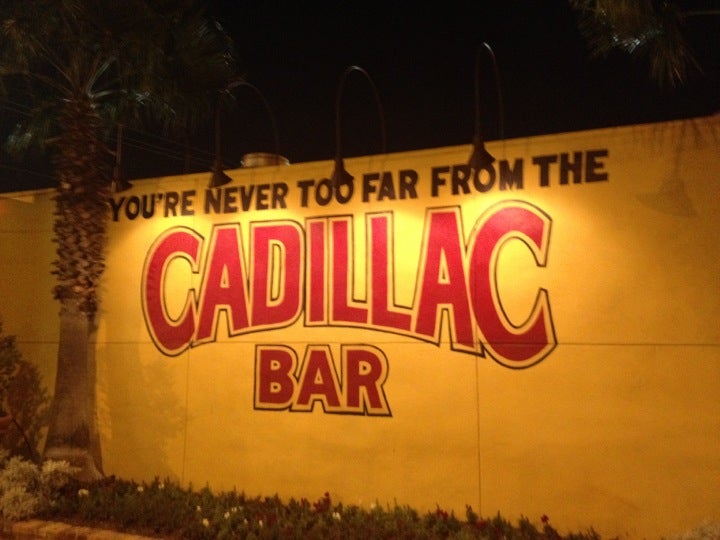 YOU'RE NEVER TOO FAR FROM THE
CADILLAC
BAR